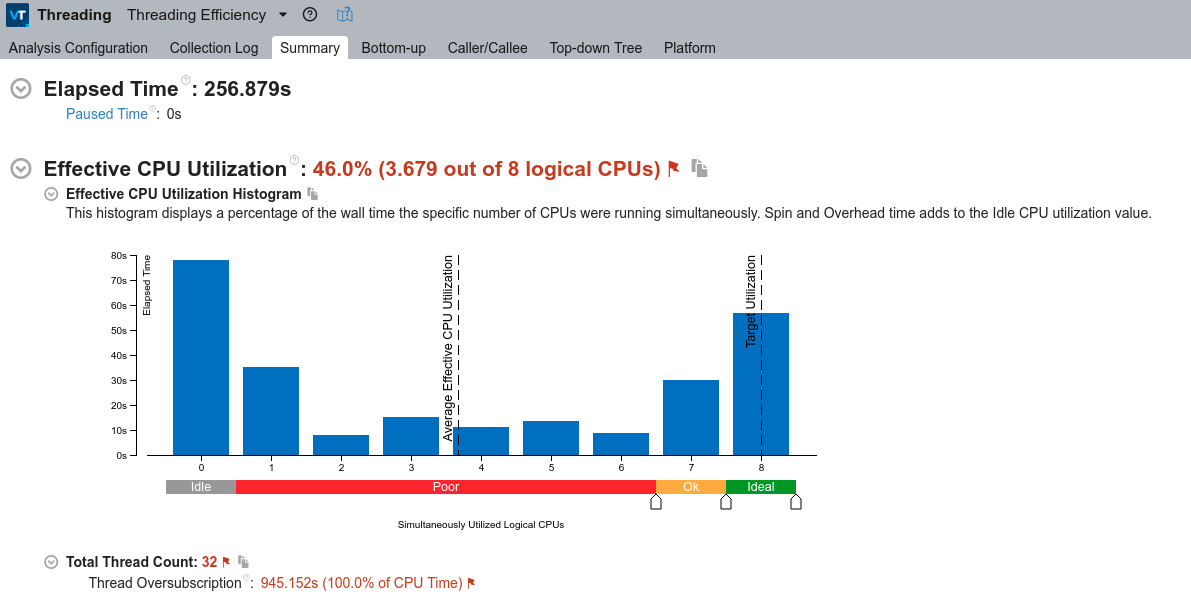 VT Threading Threading Efficiency ?
Analysis Configuration Collection Log Summary Bottom-up Caller/Callee Top-down Tree Platform
Elapsed Time ? : 256.879s
Paused Time ? : 0s
Effective CPU Utilization ? : 46.0% (3.679 out of 8 logical CPUs)
Effective CPU Utilization Histogram
This histogram displays a percentage of the wall time the specific number of CPUs were running simultaneously. Spin and Overhead time adds to the Idle CPU utilization value.
80s
70s
60s
50s
40s
30s
20s
10s
0s
Elapsed Time
Average Effective CPU Utilization
Target Utilization
0 1 2 3 4 5 6 7 8
Idle Poor Ok Ideal
Simultaneously Utilized Logical CPUs
Total Thread Count: 32
Thread Oversubscription ? : 945.152s (100.0% of CPU Time)